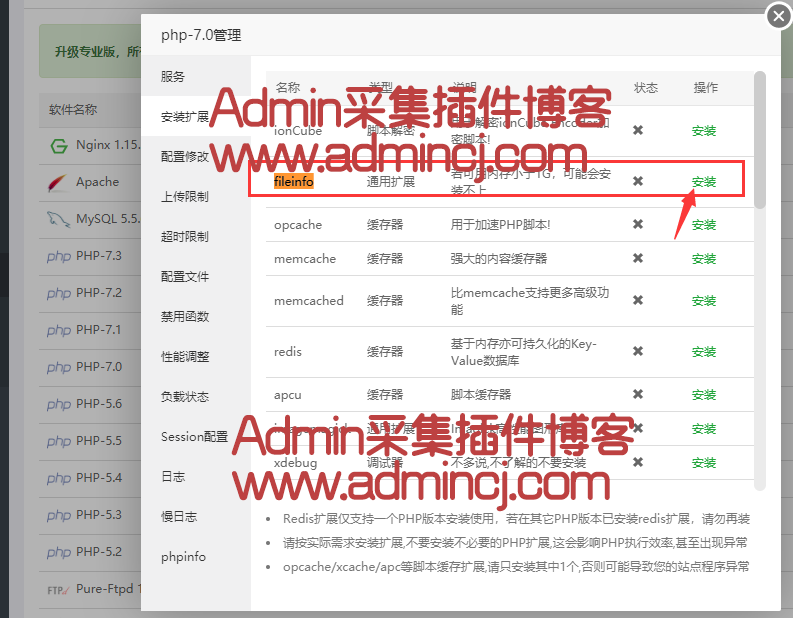 php-7.0管理
升级专业版，所
软件名称
Nginx 1.15.
Apache
MySQL 5.5.
PHP-7.3
PHP-7.2
PHP-7.1
PHP-7.0
PHP-5.6
PHP-5.5
PHP-5.4
PHP-5.3
PHP-5.2
Pure-Ftpd 1
服务
安装扩展
配置修改
上传限制
超时限制
配置文件
禁用函数
性能调整
负载状态
Session配置
日志
慢日志
phpinfo
名称 类型 说明 状态 操作
Admin采集插件博客
www.admincj.com
ionCube 脚本解密 ionCube Encoder加
密脚本! 安装
fileinfo 通用扩展 若可用内存小于1G，可能会安
装不上 安装
opcache 缓存器 用于加速PHP脚本! 安装
memcache 缓存器 强大的内容缓存器 安装
memcached 缓存器 比memcache支持更多高级功
能 安装
redis 缓存器 基于内存亦可持久化的Key-
Value数据库 安装
apcu 缓存器 脚本缓存器 安装
Admin采集插件博客
通用扩展 安装
www.admincj.com
xdebug 调试器 不多说,不了解的不要安装 安装
Redis扩展仅支持一个PHP版本安装使用，若在其它PHP版本已安装redis扩展，请勿再装
请按实际需求安装扩展,不要安装不必要的PHP扩展,这会影响PHP执行效率,甚至出现异常
opcache/xcache/apc等脚本缓存扩展,请只安装其中1个,否则可能导致您的站点程序异常